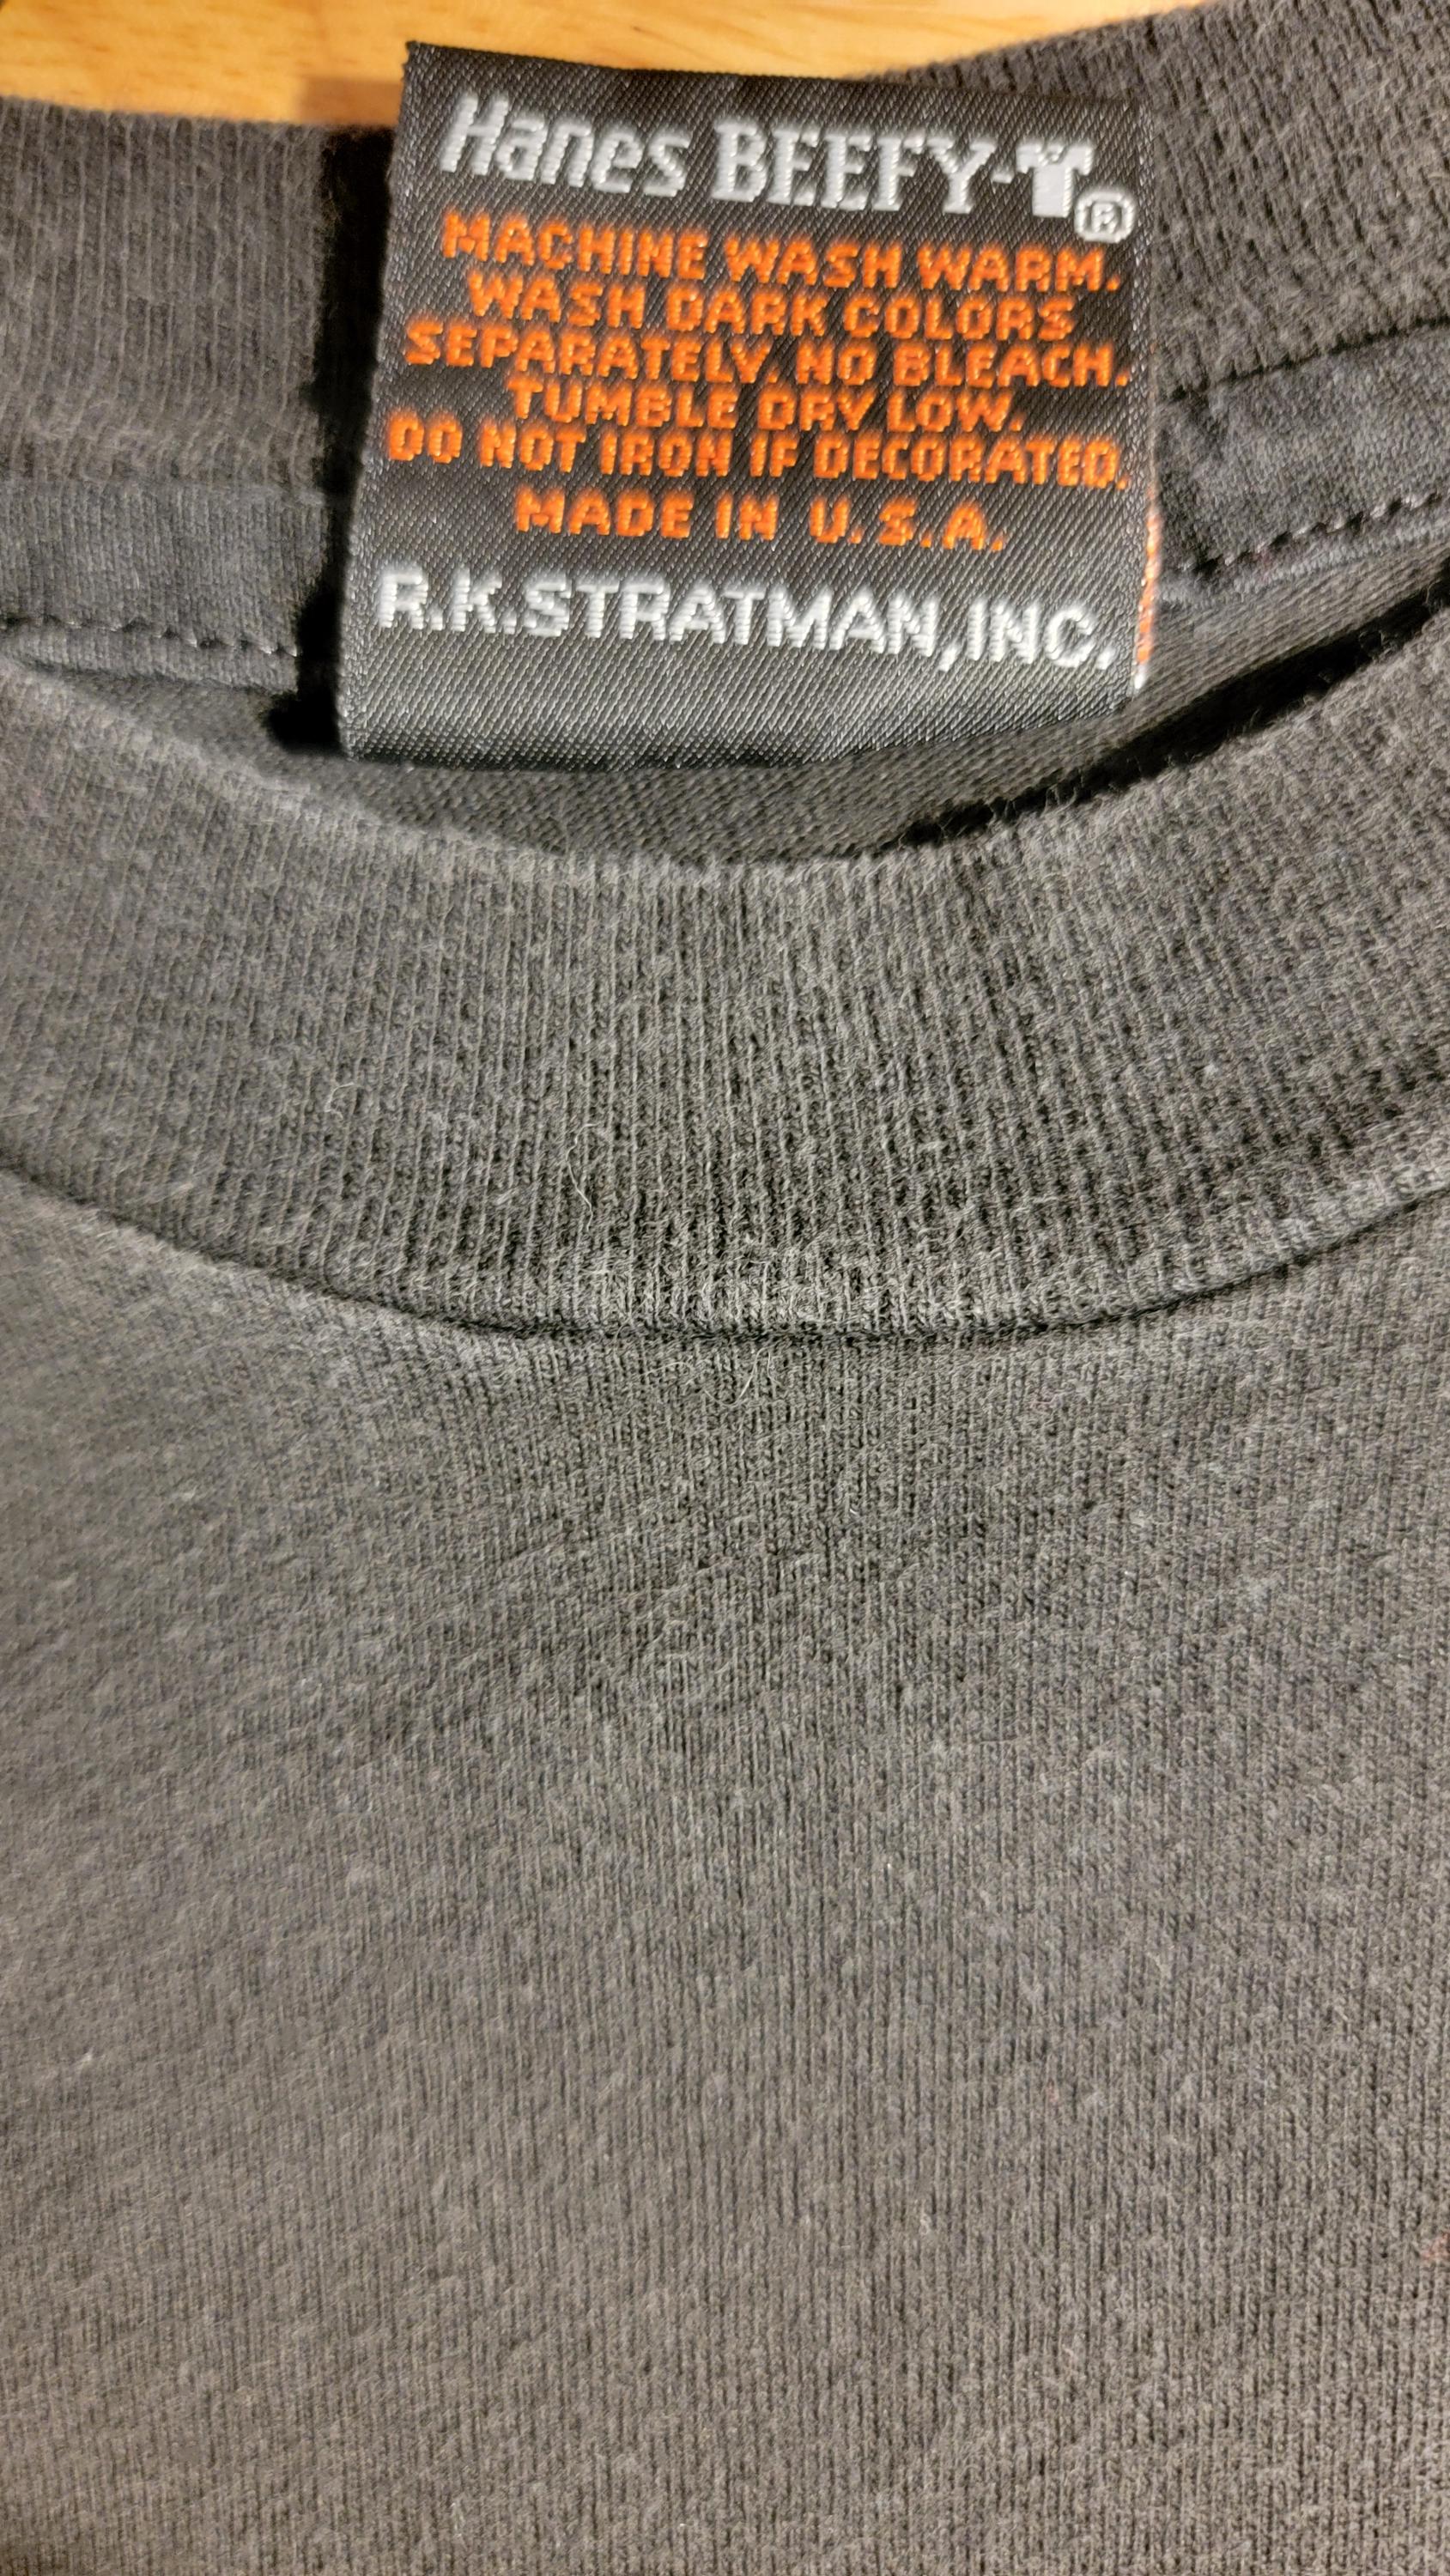 Hanes BEEFY-T®
MACHINE WASH WARM.
WASH DARK COLORS
SEPARATELY. NO BLEACH.
TUMBLE DRY LOW.
DO NOT IRON IF DECORATED.
MADE IN U.S.A.
R.K.STRATMAN,INC.